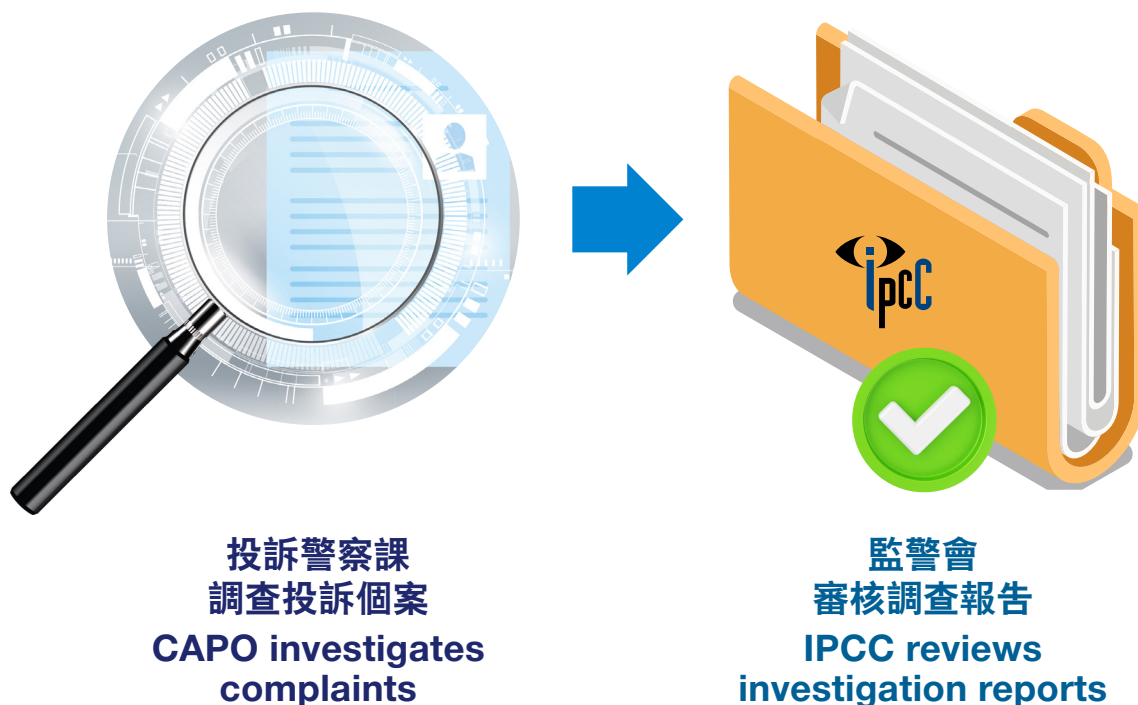 ipcc
投訴警察課
調查投訴個案
CAPO investigates
complaints
監警會
審核調查報告
IPCC reviews
investigation reports